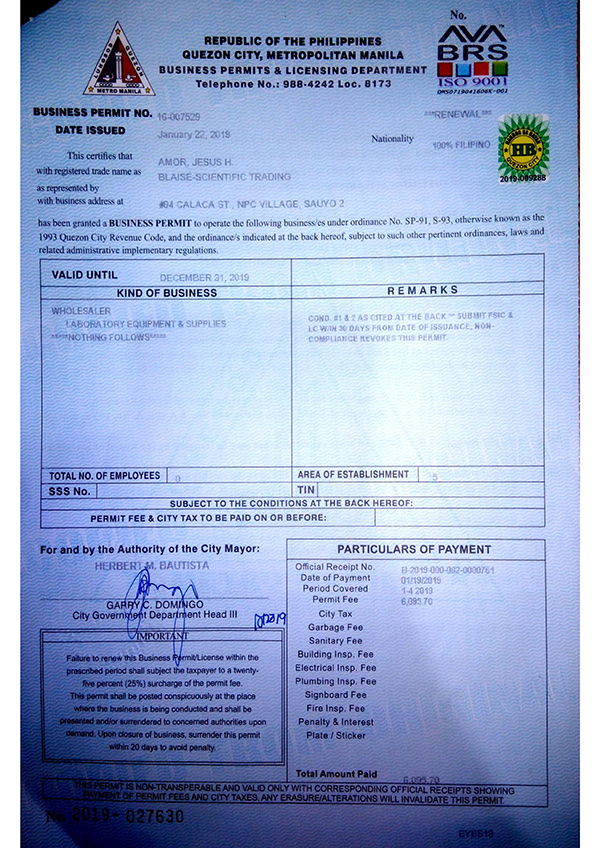 No.
AVA
BRS
ISO 9001
LUNGSOD QUEZON
METRO MANILA
REPUBLIC OF THE PHILIPPINES
QUEZON CITY, METROPOLITAN MANILA
BUSINESS PERMITS & LICENSING DEPARTMENT
Telephone No.: 988-4242 Loc. 8173
BUSINESS PERMIT NO. 16-007529
***RENEWAL***
DATE ISSUED January 22, 2019
Nationality 100% FILIPINO
HB
QUEZON CITY
This certifies that AMOR, JESUS H.
with registered trade name as BLAISE-SCIENTIFIC TRADING
as represented by
with business address at #94 CALACA ST., NPC VILLAGE, SAUYO 2
has been granted a BUSINESS PERMIT to operate the following business/es under ordinance No. SP-91, S-93, otherwise known as the
1993 Quezon City Revenue Code, and the ordinance/s indicated at the back hereof, subject to such other pertinent ordinances, laws and
related administrative implementary regulations.
VALID UNTIL DECEMBER 31, 2019
KIND OF BUSINESS
REMARKS
WHOLESALER
LABORATORY EQUIPMENT & SUPPLIES
*****NOTHING FOLLOWS*****
COND. #1 & 2 AS CITED AT THE BACK ** SUBMIT FSIC &
LC WITH 30 DAYS FROM DATE OF ISSUANCE, NON-
COMPLIANCE REVOKES THIS PERMIT
TOTAL NO. OF EMPLOYEES 0
AREA OF ESTABLISHMENT 5
SSS No.
TIN
SUBJECT TO THE CONDITIONS AT THE BACK HEREOF:
PERMIT FEE & CITY TAX TO BE PAID ON OR BEFORE:
For and by the Authority of the City Mayor:
HERBERT M. BAUTISTA
GARRY C. DOMINGO
City Government Department Head III
IMPORTANT
Failure to renew this Business Permit/License within the
prescribed period shall subject the taxpayer to a twenty-
five percent (25%) surcharge of the permit fee.
This permit shall be posted conspicuously at the place
where the business is being conducted and shall be
presented and/or surrendered to concerned authorities upon
demand. Upon closure of business, surrender this permit
within 20 days to avoid penalty.
PARTICULARS OF PAYMENT
Official Receipt No. B-2019-000-082-0000761
Date of Payment 01/19/2019
Period Covered 1-4 2019
Permit Fee 6,095.70
City Tax
Garbage Fee
Sanitary Fee
Building Insp. Fee
Electrical Insp. Fee
Plumbing Insp. Fee
Signboard Fee
Fire Insp. Fee
Penalty & Interest
Plate / Sticker
Total Amount Paid 6,095.70
THIS PERMIT IS NON-TRANSPERABLE AND VALID ONLY WITH CORRESPONDING OFFICIAL RECEIPTS SHOWING
PAYMENT OF PERMIT FEES AND CITY TAXES. ANY ERASURE/ALTERATIONS WILL INVALIDATE THIS PERMIT.
No. 3019- 027630